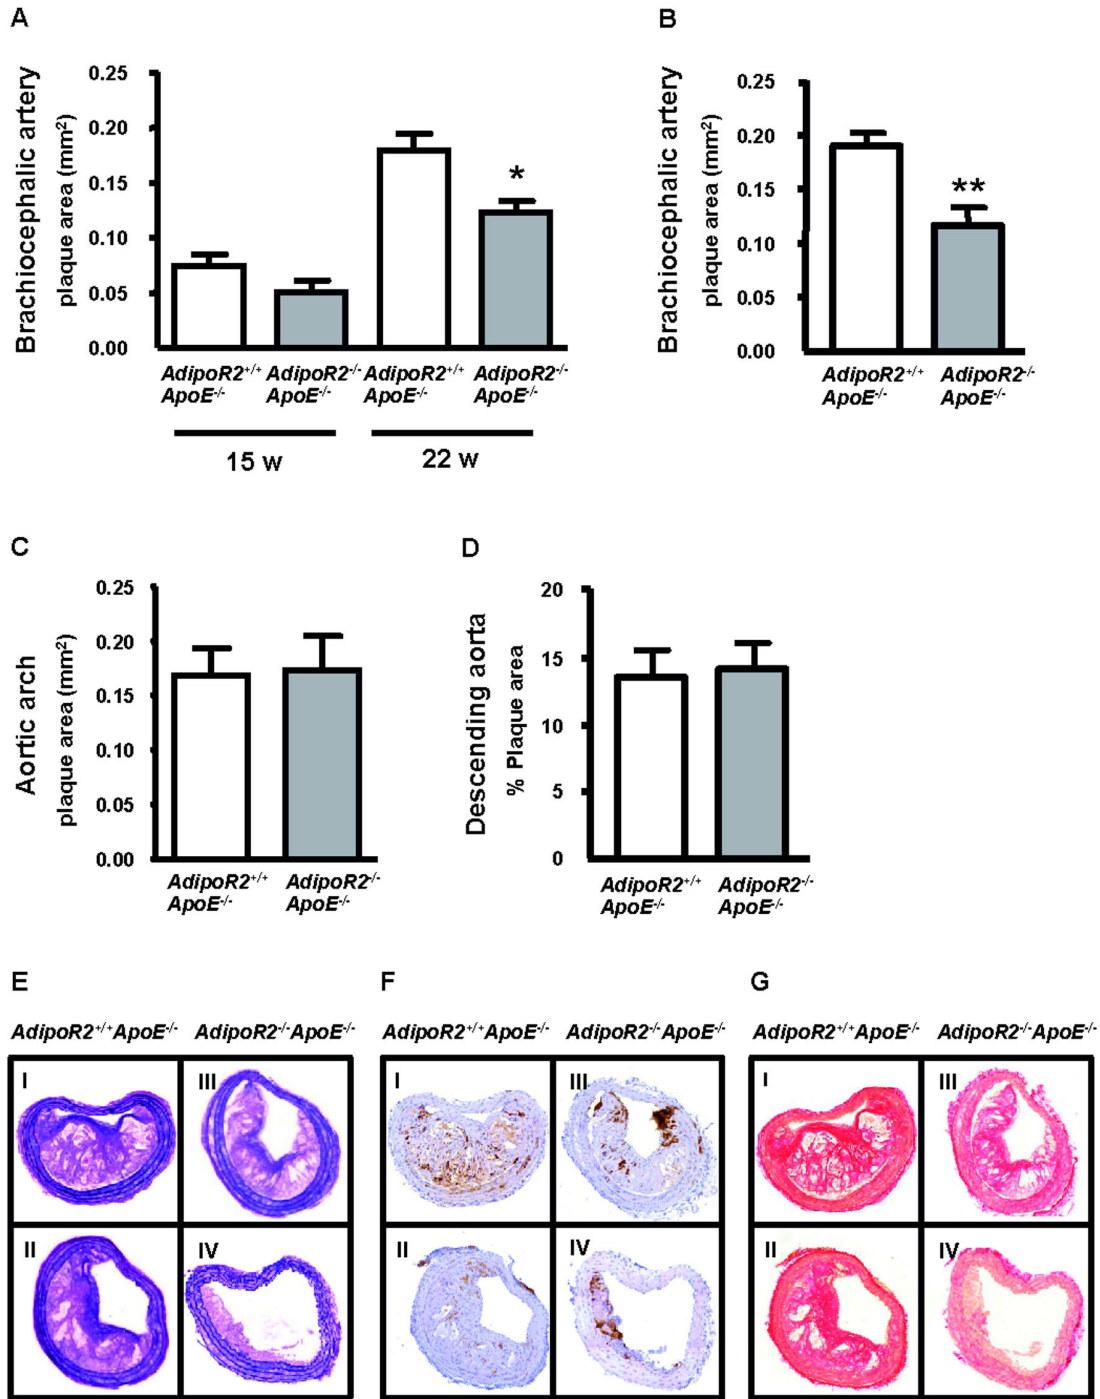 A
Brachiocephalic artery
plaque area (mm²)
0.25
0.20
0.15
0.10
0.05
0.00
*
AdipoR2+/+ AdipoR2-/- AdipoR2+/+ AdipoR2-/-
ApoE-/- ApoE-/- ApoE-/- ApoE-/-
15 w 22 w
B
Brachiocephalic artery
plaque area (mm²)
0.25
0.20
0.15
0.10
0.05
0.00
**
AdipoR2+/+ AdipoR2-/-
ApoE-/- ApoE-/-
C
Aortic arch
plaque area (mm²)
0.25
0.20
0.15
0.10
0.05
0.00
AdipoR2+/+ AdipoR2-/-
ApoE-/- ApoE-/-
D
Descending aorta
% Plaque area
20
15
10
5
0
AdipoR2+/+ AdipoR2-/-
ApoE-/- ApoE-/-
E
AdipoR2+/+ApoE-/- AdipoR2-/-ApoE-/-
I III
II IV
F
AdipoR2+/+ApoE-/- AdipoR2-/-ApoE-/-
I III
II IV
G
AdipoR2+/+ApoE-/- AdipoR2-/-ApoE-/-
I III
II IV